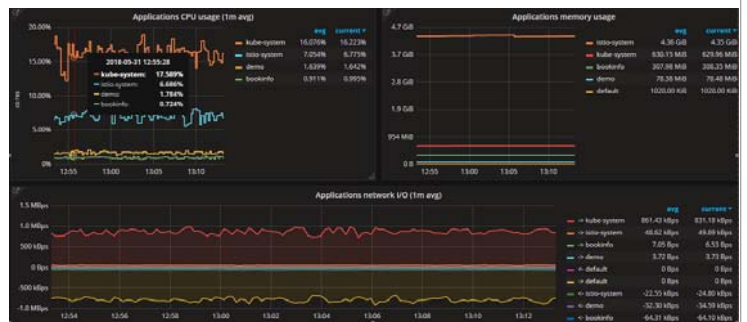 Applications CPU usage (1m avg)
20.00%
15.00%
10.00%
5.00%
0%
12:55 13:00 13:05 13:10
avg current
kube-system 16.076% 16.223%
istio-system 7.054% 6.775%
demo 1.639% 1.642%
bookinfo 0.911% 0.995%
2018-05-31 12:55:28
kube-system: 17.589%
istio-system: 6.686%
demo: 1.784%
bookinfo: 0.724%
Applications memory usage
4.7 GiB
3.7 GiB
2.8 GiB
1.9 GiB
954 MiB
0 B
12:55 13:00 13:05 13:10
avg current
istio-system 4.36 GiB 4.35 GiB
kube-system 630.15 MiB 629.96 MiB
bookinfo 307.98 MiB 308.35 MiB
demo 78.38 MiB 78.48 MiB
default 1020.00 KiB 1020.00 KiB
Applications network I/O (1m avg)
1.5 MBps
1.0 MBps
500 kBps
0 Bps
-500 kBps
-1.0 MBps
12:54 12:56 12:58 13:00 13:02 13:04 13:06 13:08 13:10 13:12
avg current
-> kube-system 861.43 kBps 831.18 kBps
-> istio-system 48.62 kBps 49.69 kBps
-> bookinfo 7.05 Bps 6.53 Bps
-> demo 3.72 Bps 3.73 Bps
<- default 0 Bps 0 Bps
-> default 0 Bps 0 Bps
<- istio-system -22.55 kBps -24.80 kBps
<- demo -32.30 kBps -34.59 kBps
<- bookinfo -64.31 kBps -64.10 kBps